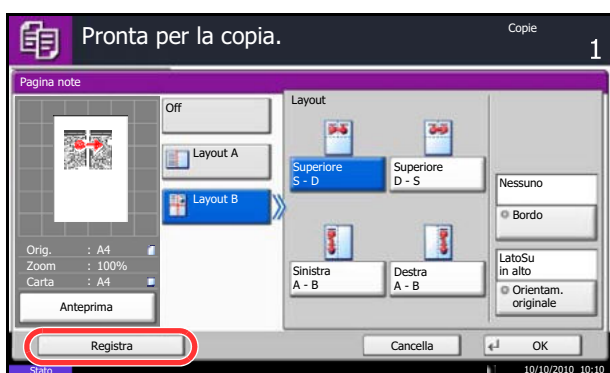 Pronta per la copia.
Copie
1
Pagina note
Off
Layout A
Layout B
Layout
Superiore
S - D
Superiore
D - S
Sinistra
A - B
Destra
A - B
Nessuno
Bordo
LatoSu
in alto
Orientam.
originale
Orig. : A4
Zoom : 100%
Carta : A4
Anteprima
Registra
Cancella
OK
Stato
10/10/2010 10:10